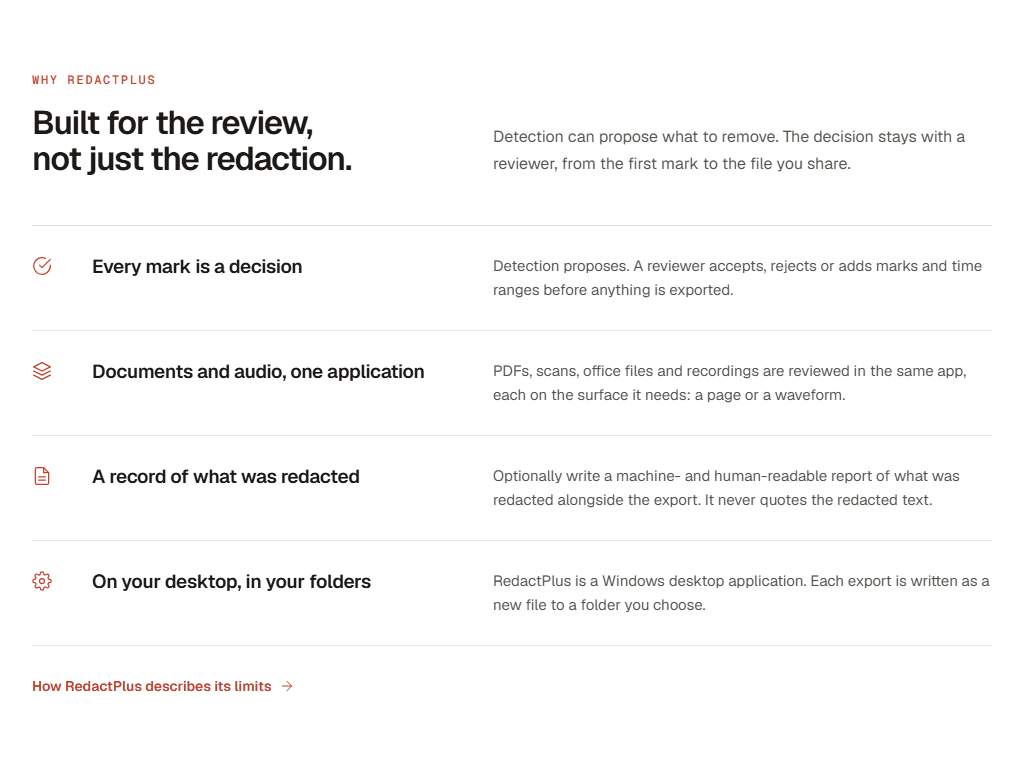 WHY REDACTPLUS
Built for the review,
not just the redaction.
Detection can propose what to remove. The decision stays with a
reviewer, from the first mark to the file you share.
Every mark is a decision
Detection proposes. A reviewer accepts, rejects or adds marks and time
ranges before anything is exported.
Documents and audio, one application
PDFs, scans, office files and recordings are reviewed in the same app,
each on the surface it needs: a page or a waveform.
A record of what was redacted
Optionally write a machine- and human-readable report of what was
redacted alongside the export. It never quotes the redacted text.
On your desktop, in your folders
RedactPlus is a Windows desktop application. Each export is written as a
new file to a folder you choose.
How RedactPlus describes its limits